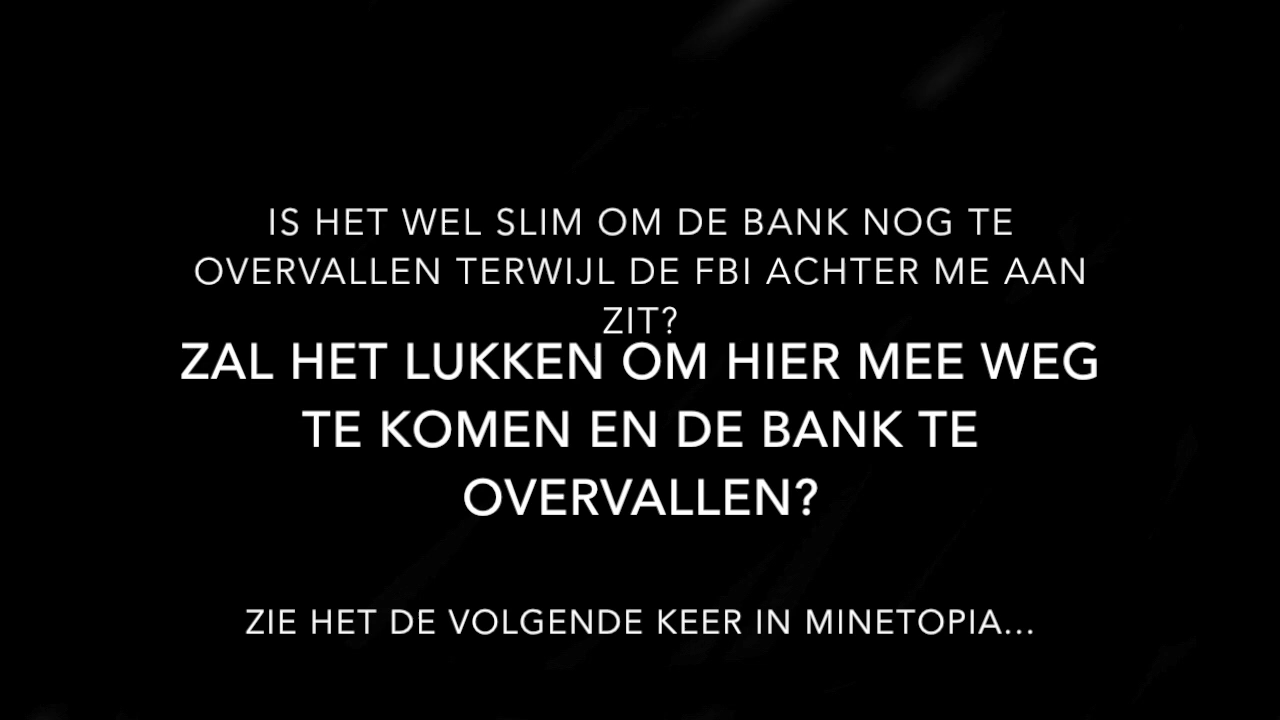 IS HET WEL SLIM OM DE BANK NOG TE
OVERVALLEN TERWIJL DE FBI ACHTER ME AAN
ZIT?
ZAL HET LUKKEN OM HIER MEE WEG
TE KOMEN EN DE BANK TE
OVERVALLEN?
ZIE HET DE VOLGENDE KEER IN MINETOPIA...